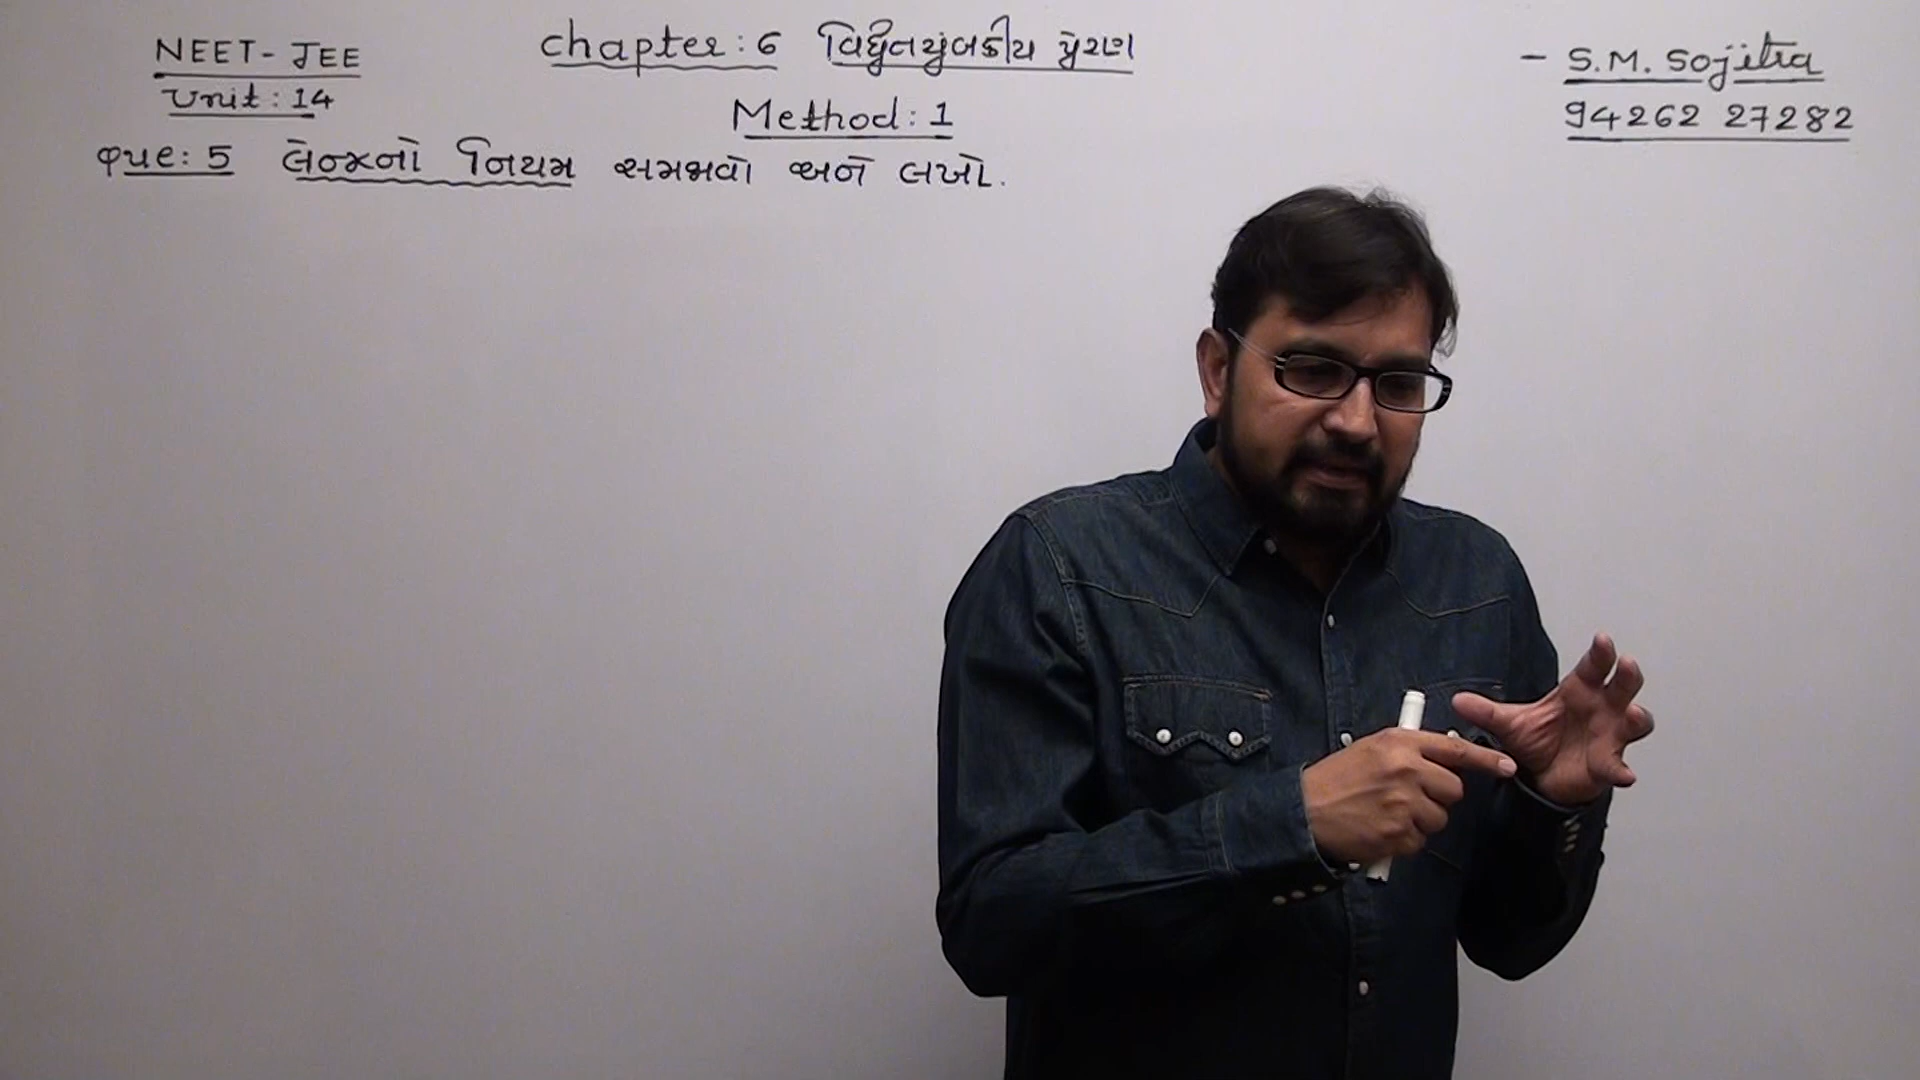 NEET - JEE
Unit : 14
chapter : 6 વિદ્યુતચુંબકીય પ્રેરણ
Method : 1
- S.M. Sojitra
94262 27282
પ્રશ્ન : 5 લેન્ઝનો નિયમ સમજાવો અને લખો.